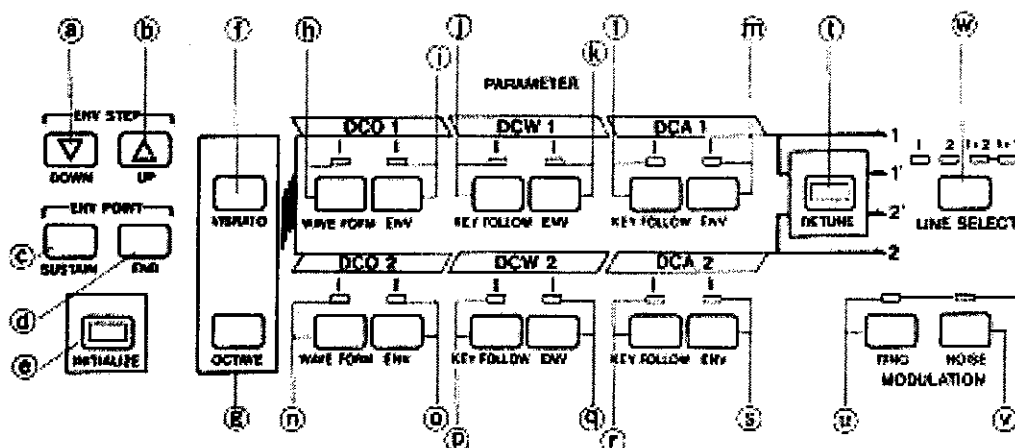 a b f h j l m t w
i k
PARAMETER
ENV STEP
DCO 1 DCW 1 DCA 1
1
1 2 1+2
1'
DOWN UP
2'
VIBRATO WAVE FORM ENV KEY FOLLOW ENV KEY FOLLOW ENV DETUNE LINE SELECT
ENV POINT
2
c SUSTAIN END
DCO 2 DCW 2 DCA 2
d
e INITIALIZE OCTAVE WAVE FORM ENV KEY FOLLOW ENV KEY FOLLOW ENV RING NOISE
MODULATION
g n o p q r s u v